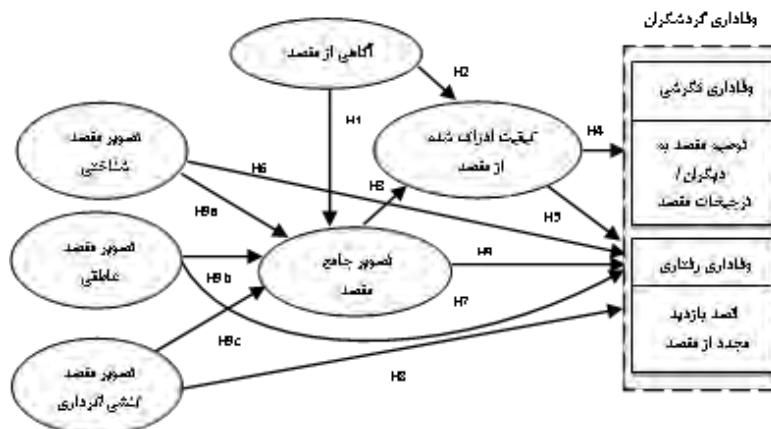 وفاداری گردشگران
آگاهی از
مقصد
H2
H1
وفاداری نگرشی
توصیه مقصد به
دیگران/
ترجیحات مقصد
H4
کیفیت ادراک شده
از مقصد
تصویر مقصد
شناختی
H6
H3
H5
H9a
تصویر مقصد
عاطفی
H9b
تصویر جامع
مقصد
وفاداری رفتاری
قصد بازدید
مجدد از مقصد
H7
H9c
تصویر مقصد
کنشی/کرداری
H8